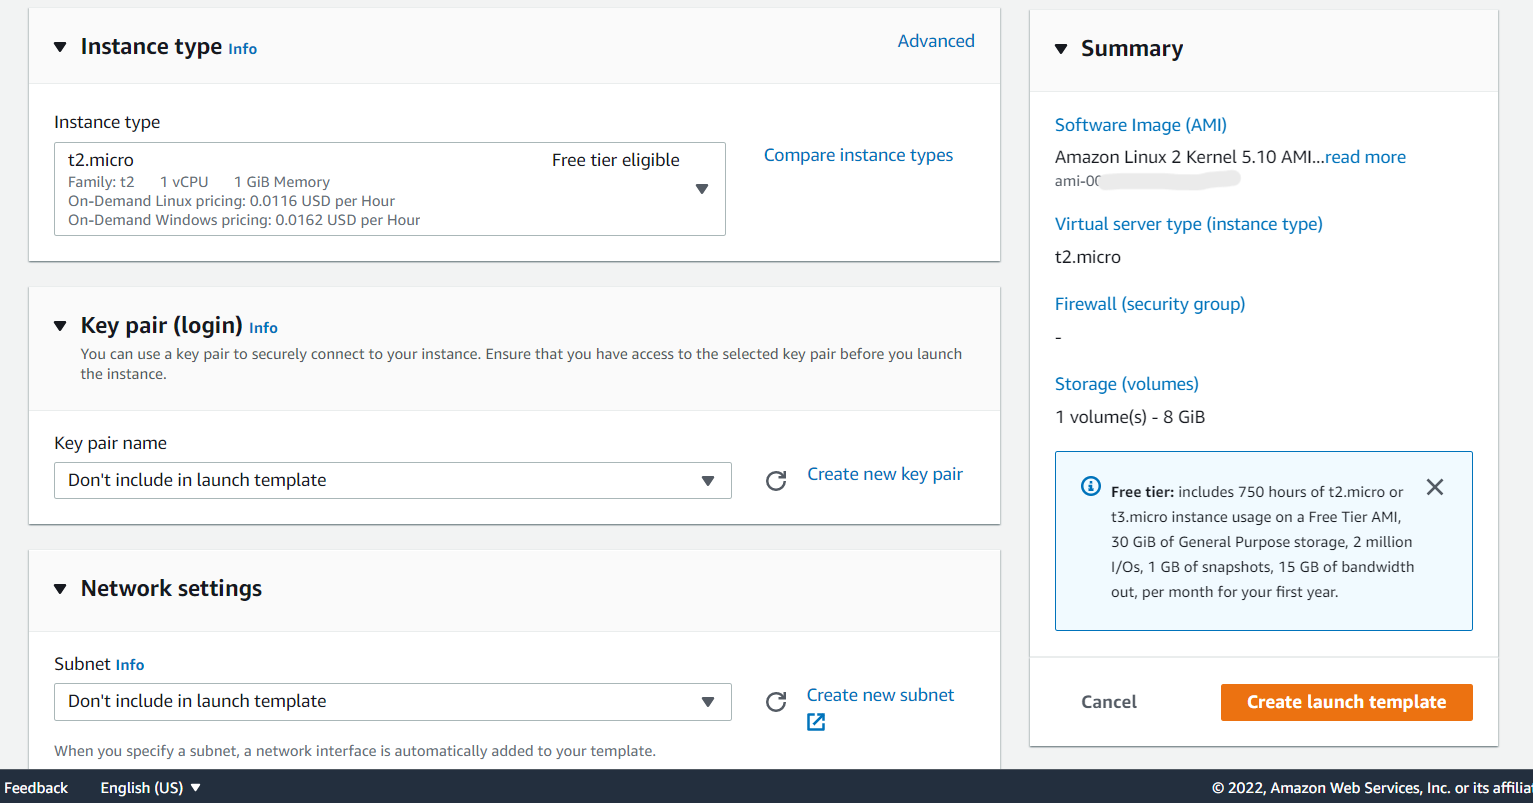 Instance type Info
Advanced
Instance type
t2.micro
Free tier eligible
Family: t2 1 vCPU 1 GiB Memory
On-Demand Linux pricing: 0.0116 USD per Hour
On-Demand Windows pricing: 0.0162 USD per Hour
Compare instance types
Key pair (login) Info
You can use a key pair to securely connect to your instance. Ensure that you have access to the selected key pair before you launch
the instance.
Key pair name
Don't include in launch template
Create new key pair
Network settings
Subnet Info
Don't include in launch template
Create new subnet
When you specify a subnet, a network interface is automatically added to your template.
Summary
Software Image (AMI)
Amazon Linux 2 Kernel 5.10 AMI...read more
ami-00
Virtual server type (instance type)
t2.micro
Firewall (security group)
-
Storage (volumes)
1 volume(s) - 8 GiB
Free tier: includes 750 hours of t2.micro or
t3.micro instance usage on a Free Tier AMI,
30 GiB of General Purpose storage, 2 million
I/Os, 1 GB of snapshots, 15 GB of bandwidth
out, per month for your first year.
Cancel
Create launch template
Feedback
English (US)
© 2022, Amazon Web Services, Inc. or its affilia